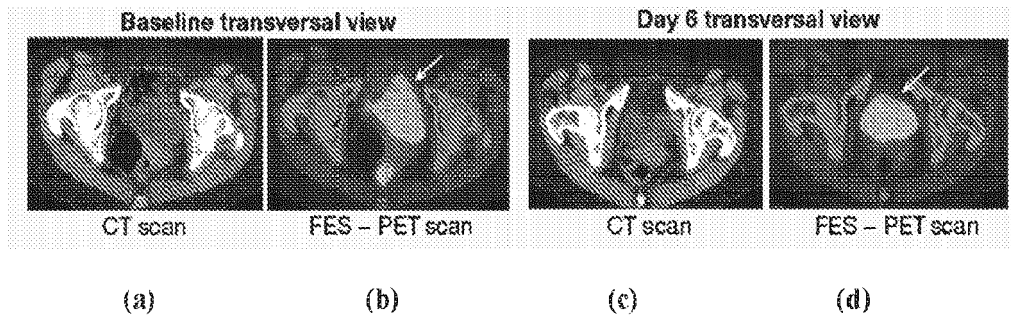 Baseline transversal view
Day 6 transversal view
CT scan
FES – PET scan
CT scan
FES – PET scan
(a)
(b)
(c)
(d)